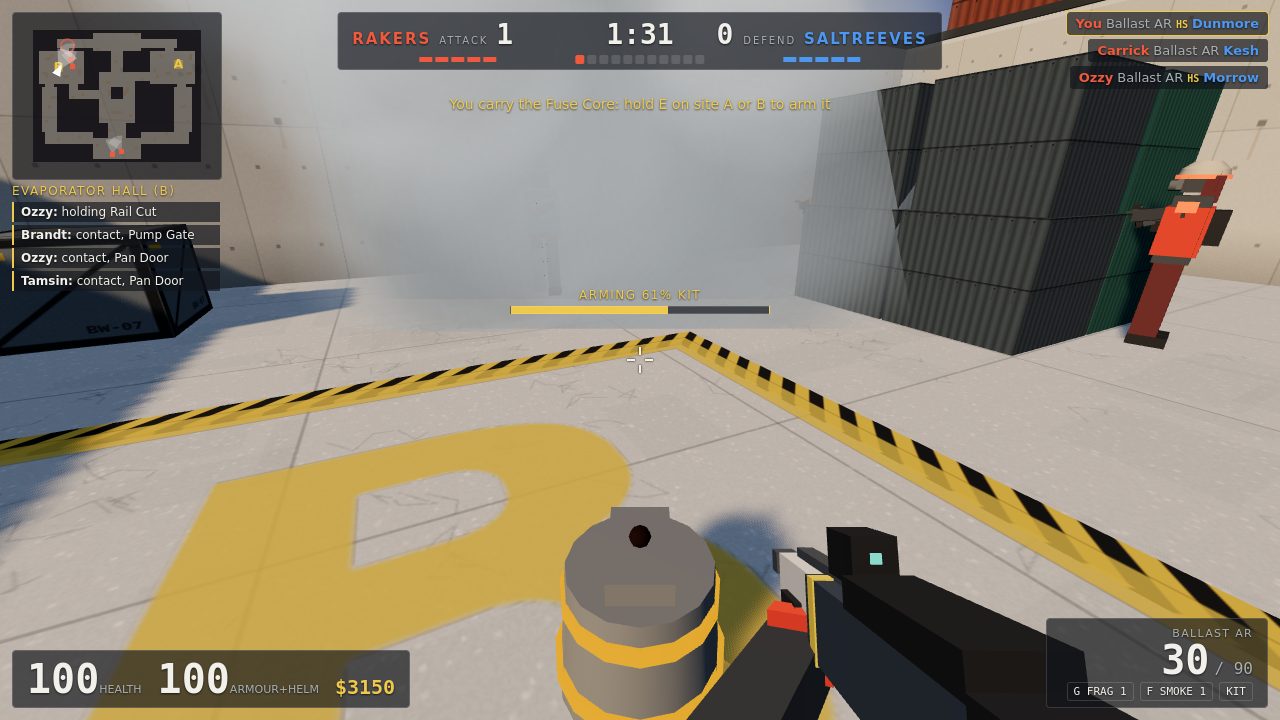 RAKERS ATTACK 1 1:31 0 DEFEND SALTREEVES
You Ballast AR HS Dunmore
Carrick Ballast AR Kesh
Ozzy Ballast AR HS Morrow
A
You carry the Fuse Core: hold E on site A or B to arm it
EVAPORATOR HALL (B)
Ozzy: holding Rail Cut
Brandt: contact, Pump Gate
Ozzy: contact, Pan Door
Tamsin: contact, Pan Door
ARMING 61% KIT
BW-07
B
100 HEALTH 100 ARMOUR+HELM $3150
BALLAST AR
30 / 90
G FRAG 1 F SMOKE 1 KIT